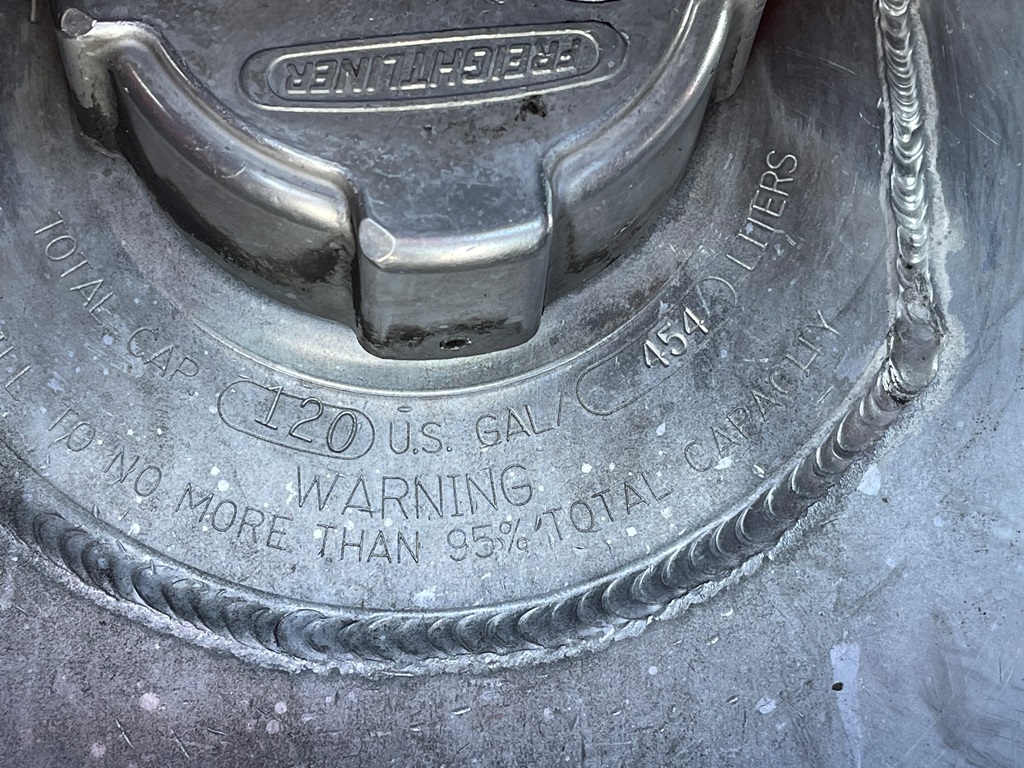 FREIGHTLINER
TOTAL CAP. 120 U.S. GAL/ 454 LITERS
WARNING
TO NO MORE THAN 95% TOTAL CAPACITY